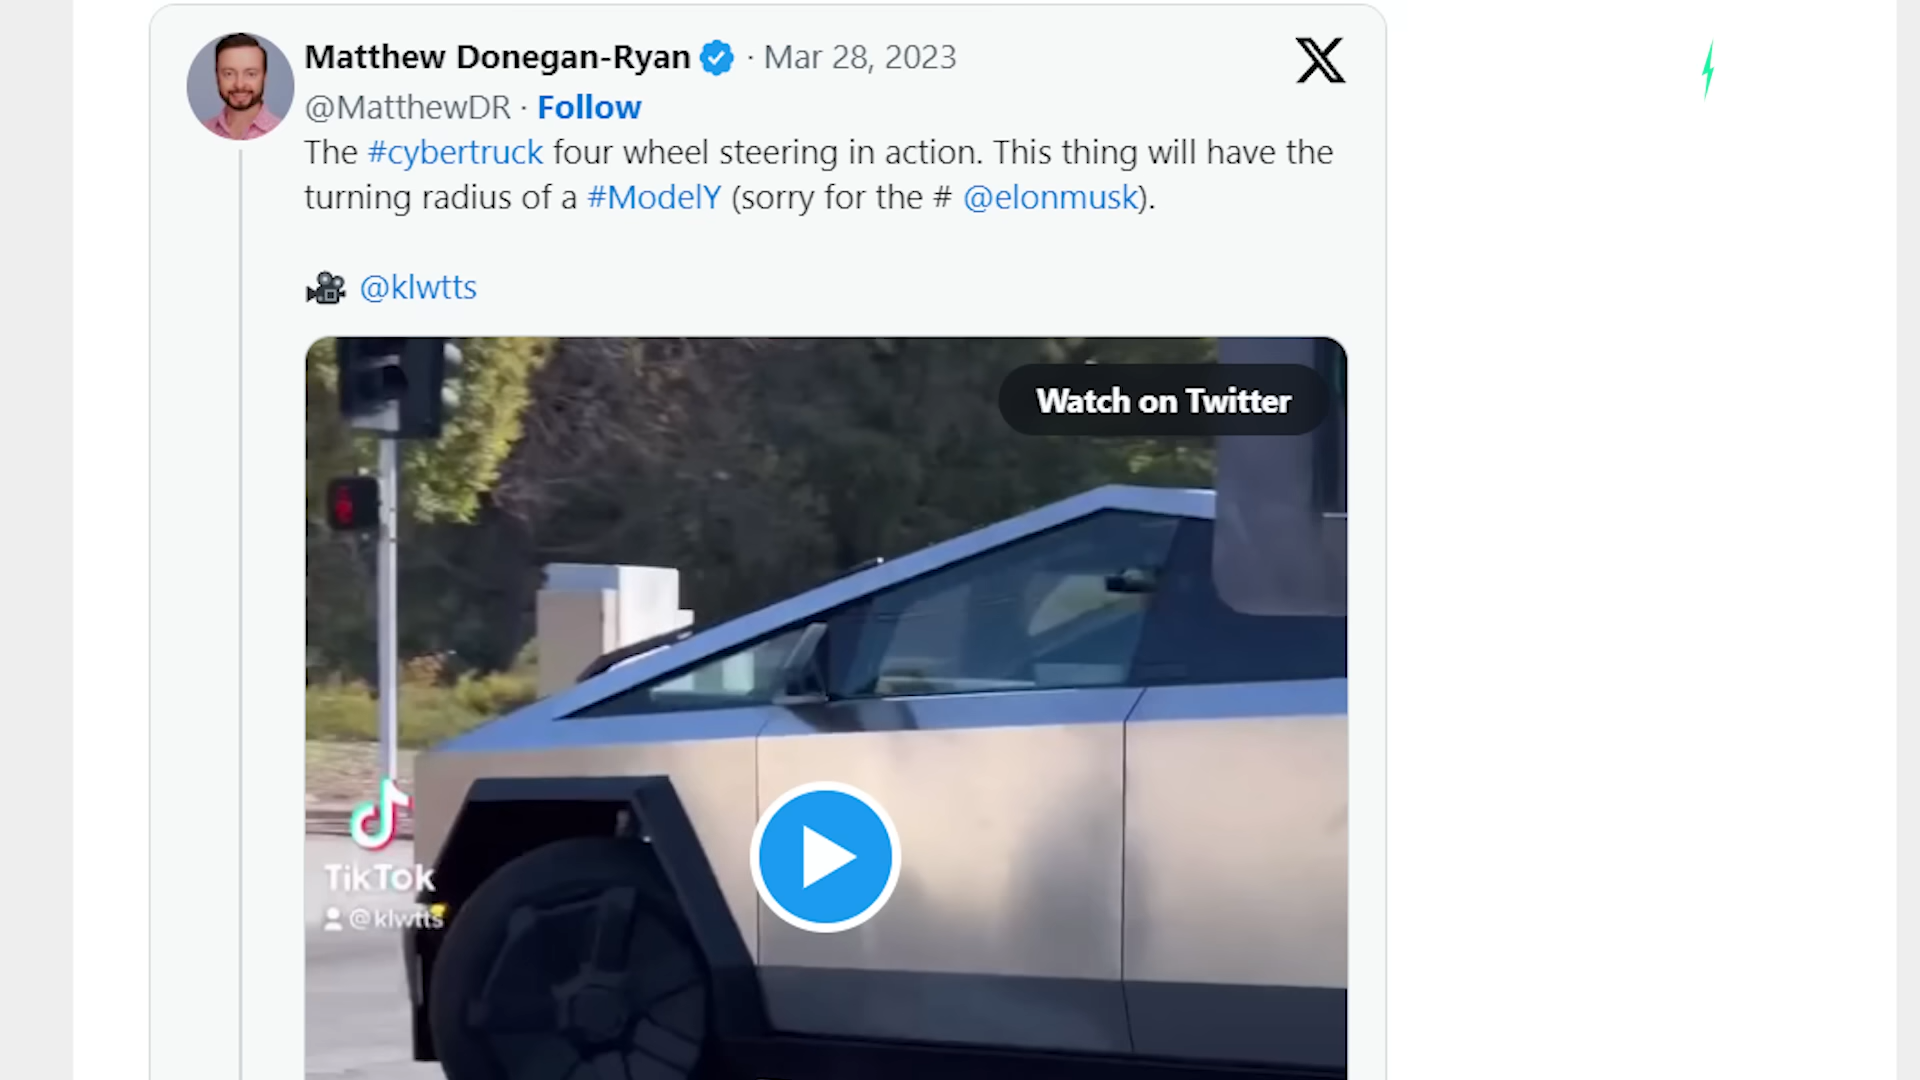 Matthew Donegan-Ryan · Mar 28, 2023
@MatthewDR · Follow
The #cybertruck four wheel steering in action. This thing will have the
turning radius of a #ModelY (sorry for the # @elonmusk).
@klwtts
Watch on Twitter
TikTok
@klwtts